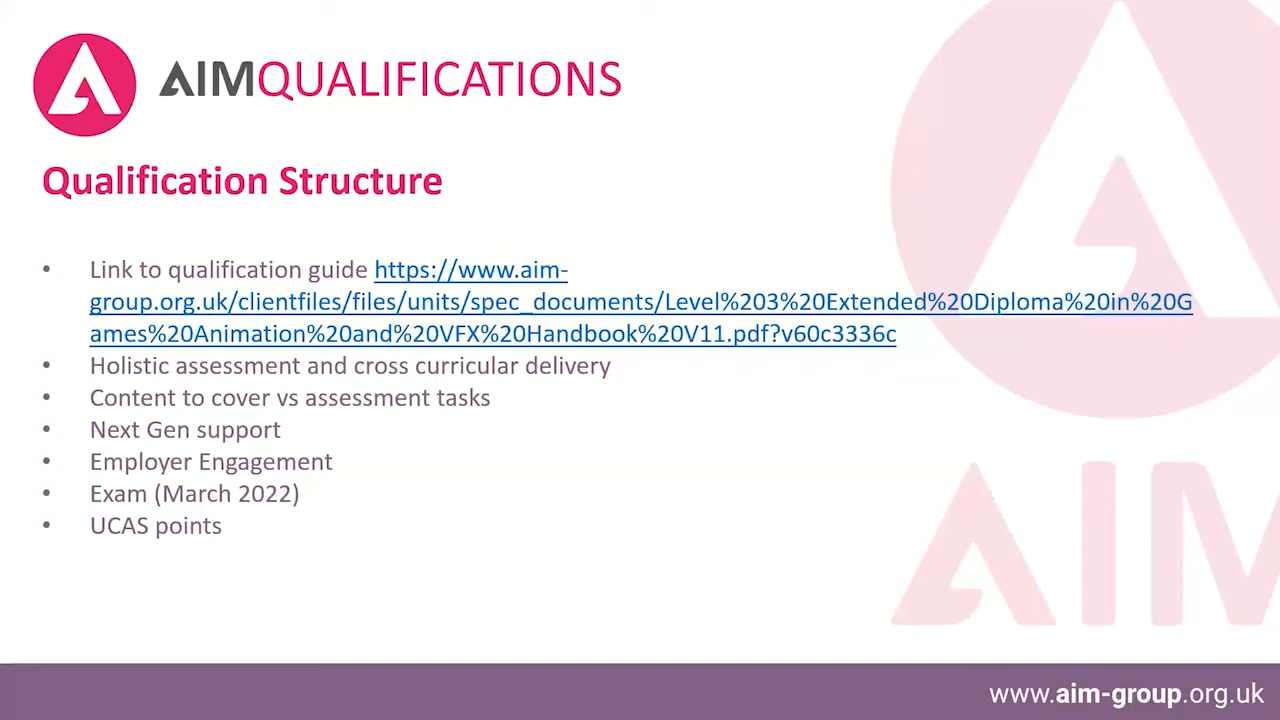 AIMQUALIFICATIONS
Qualification Structure
• Link to qualification guide https://www.aim-
group.org.uk/clientfiles/files/units/spec_documents/Level%203%20Extended%20Diploma%20in%20G
ames%20Animation%20and%20VFX%20Handbook%20V11.pdf?v60c3336c
• Holistic assessment and cross curricular delivery
• Content to cover vs assessment tasks
• Next Gen support
• Employer Engagement
• Exam (March 2022)
• UCAS points
AIM
www.aim-group.org.uk